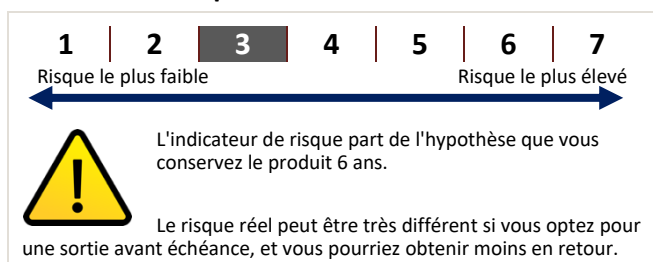 1 2 3 4 5 6 7
Risque le plus faible Risque le plus élevé
L'indicateur de risque part de l'hypothèse que vous
conservez le produit 6 ans.
Le risque réel peut être très différent si vous optez pour
une sortie avant échéance, et vous pourriez obtenir moins en retour.